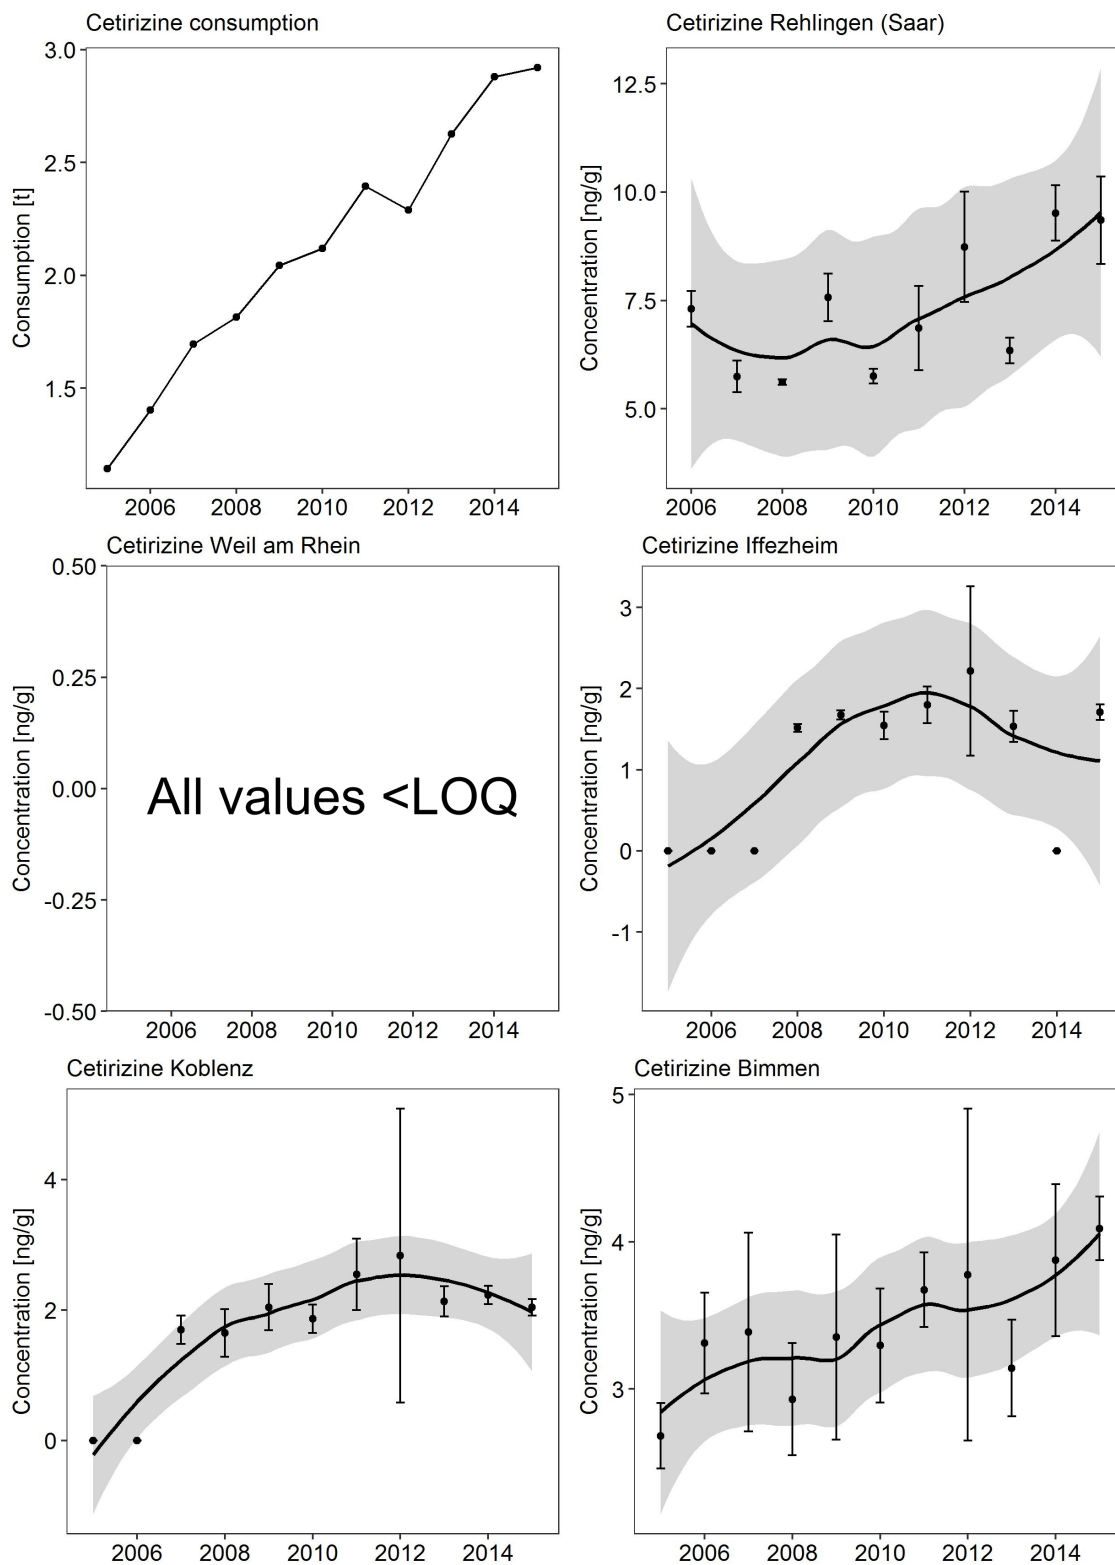 Cetirizine consumption
Consumption [t]
3.0
2.5
2.0
1.5
2006 2008 2010 2012 2014
Cetirizine Rehlingen (Saar)
Concentration [ng/g]
12.5
10.0
7.5
5.0
2006 2008 2010 2012 2014
Cetirizine Weil am Rhein
Concentration [ng/g]
0.50
0.25
0.00
-0.25
-0.50
All values <LOQ
2006 2008 2010 2012 2014
Cetirizine Iffezheim
Concentration [ng/g]
3
2
1
0
-1
2006 2008 2010 2012 2014
Cetirizine Koblenz
Concentration [ng/g]
4
2
0
2006 2008 2010 2012 2014
Cetirizine Bimmen
Concentration [ng/g]
5
4
3
2006 2008 2010 2012 2014